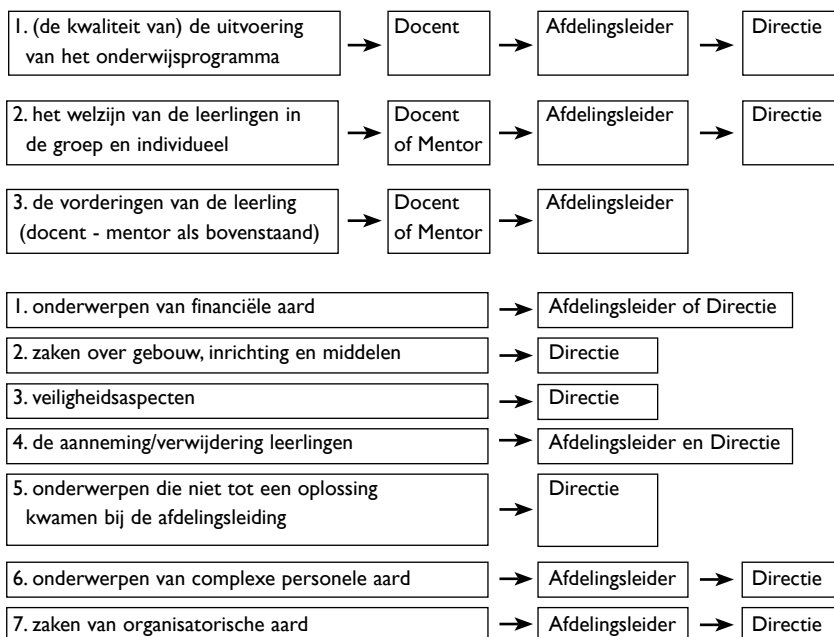 1. (de kwaliteit van) de uitvoering
van het onderwijsprogramma
Docent
Afdelingsleider
Directie
2. het welzijn van de leerlingen in
de groep en individueel
Docent
of Mentor
Afdelingsleider
Directie
3. de vorderingen van de leerling
(docent - mentor als bovenstaand)
Docent
of Mentor
Afdelingsleider
1. onderwerpen van financiële aard
Afdelingsleider of Directie
2. zaken over gebouw, inrichting en middelen
Directie
3. veiligheidsaspecten
Directie
4. de aanneming/verwijdering leerlingen
Afdelingsleider en Directie
5. onderwerpen die niet tot een oplossing
kwamen bij de afdelingsleiding
Directie
6. onderwerpen van complexe personele aard
Afdelingsleider
Directie
7. zaken van organisatorische aard
Afdelingsleider
Directie